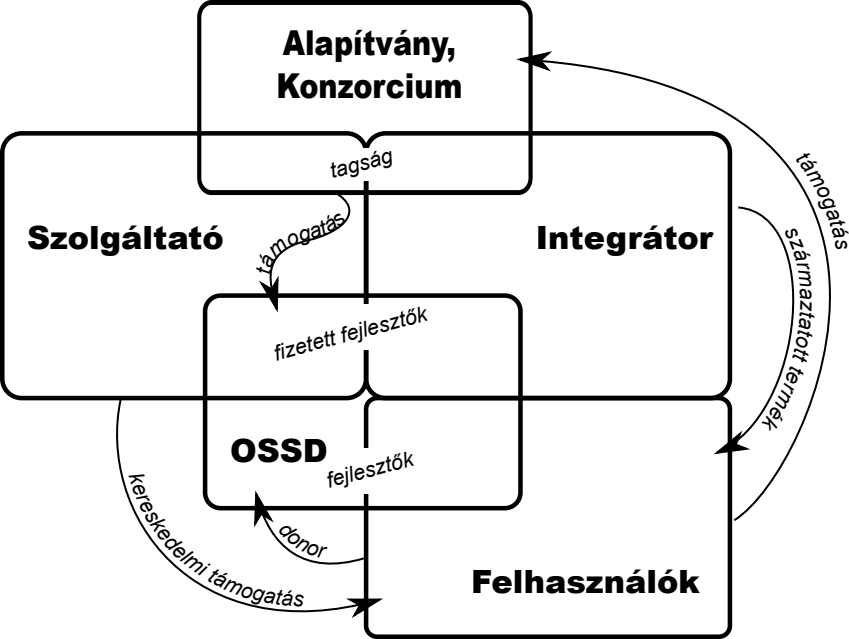 Alapítvány,
Konzorcium
tagság
támogatás
Szolgáltató
támogatás
Integrátor
származtatott termék
fizetett fejlesztők
OSSD
fejlesztők
kereskedelmi támogatás
donor
Felhasználók